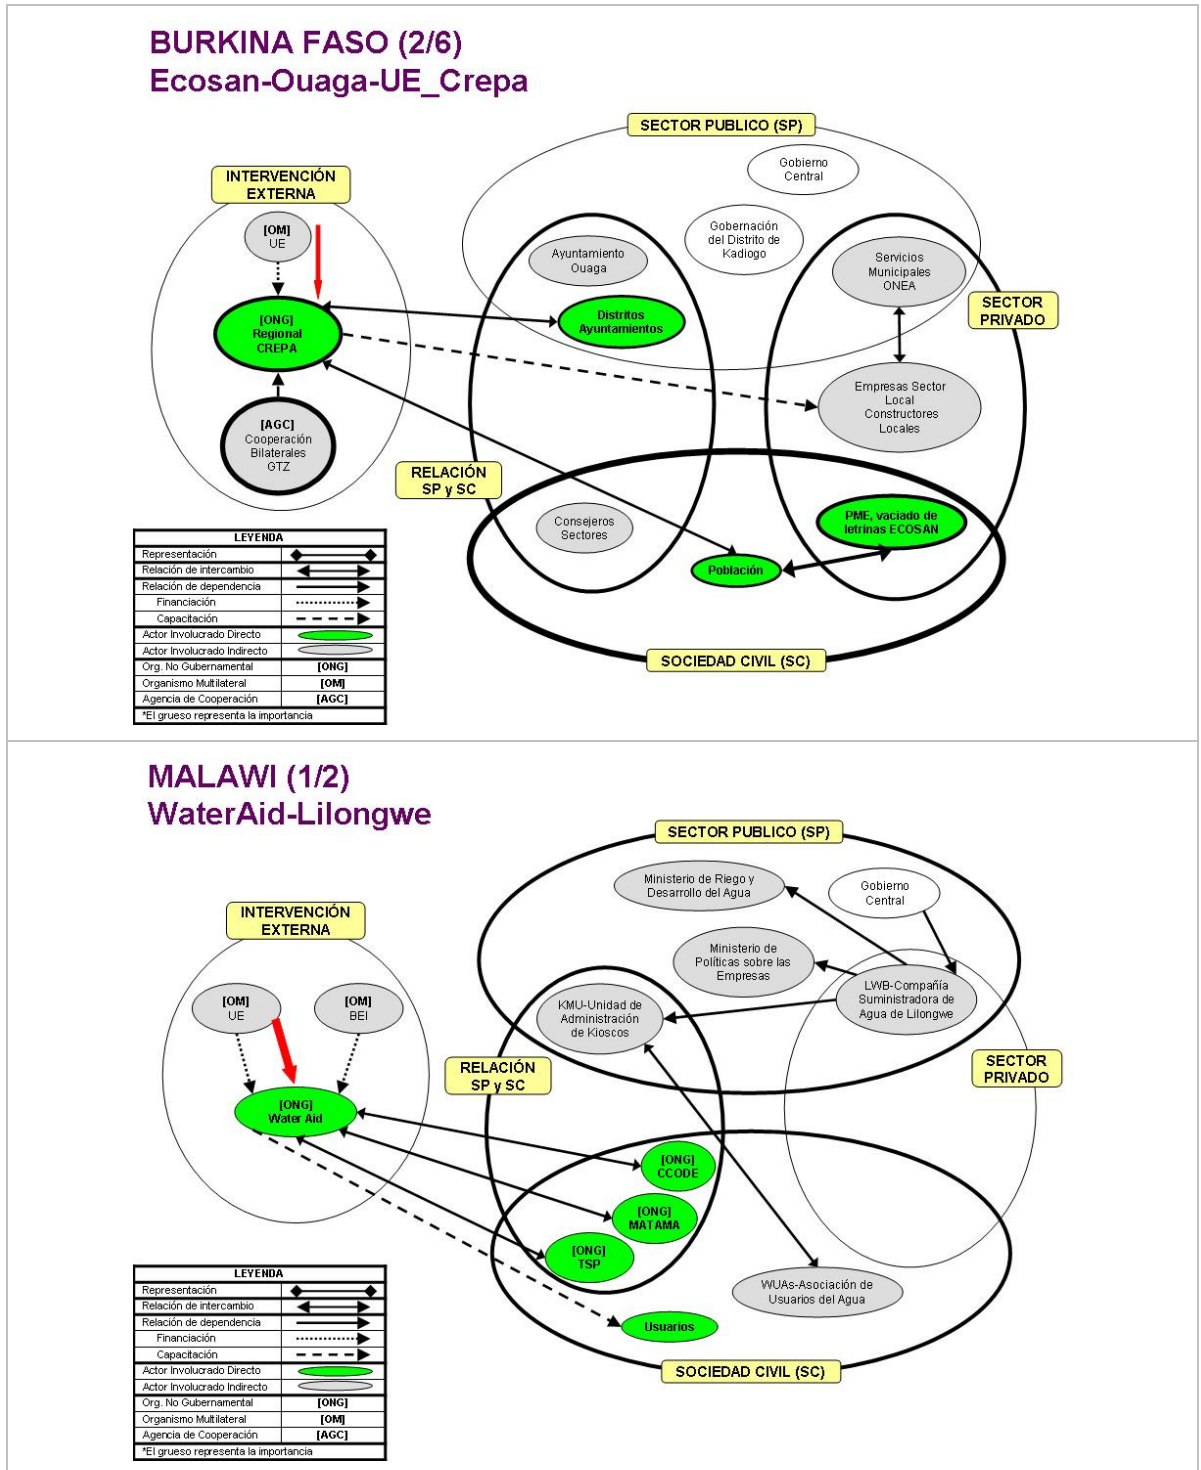 BURKINA FASO (2/6)
Ecosan-Ouaga-UE_Crepa
SECTOR PUBLICO (SP)
Gobierno
Central
INTERVENCIÓN
EXTERNA
[OM]
UE
Gobernación
del Distrito de
Kadiogo
Ayuntamiento
Ouaga
Servicios
Municipales
ONEA
SECTOR
PRIVADO
[ONG]
Regional
CREPA
Distritos
Ayuntamientos
Empresas Sector
Local
Constructores
Locales
[AGC]
Cooperación
Bilaterales
GTZ
RELACIÓN
SP y SC
Consejeros
Sectores
PME, vaciado de
letrinas ECOSAN
Población
SOCIEDAD CIVIL (SC)
LEYENDA
Representación
Relación de intercambio
Relación de dependencia
Financiación
Capacitación
Actor Involucrado Directo
Actor Involucrado Indirecto
Org. No Gubernamental [ONG]
Organismo Multilateral [OM]
Agencia de Cooperación [AGC]
*El grueso representa la importancia
MALAWI (1/2)
WaterAid-Lilongwe
SECTOR PUBLICO (SP)
Ministerio de Riego y
Desarrollo del Agua
Gobierno
Central
INTERVENCIÓN
EXTERNA
Ministerio de
Políticas sobre las
Empresas
[OM]
UE
[OM]
BEI
KMU-Unidad de
Administración
de Kioscos
LWB-Compañía
Suministradora de
Agua de Lilongwe
RELACIÓN
SP y SC
SECTOR
PRIVADO
[ONG]
Water Aid
[ONG]
CCODE
[ONG]
MATAMA
[ONG]
TSP
WUAs-Asociación de
Usuarios del Agua
Usuarios
SOCIEDAD CIVIL (SC)
LEYENDA
Representación
Relación de intercambio
Relación de dependencia
Financiación
Capacitación
Actor Involucrado Directo
Actor Involucrado Indirecto
Org. No Gubernamental [ONG]
Organismo Multilateral [OM]
Agencia de Cooperación [AGC]
*El grueso representa la importancia